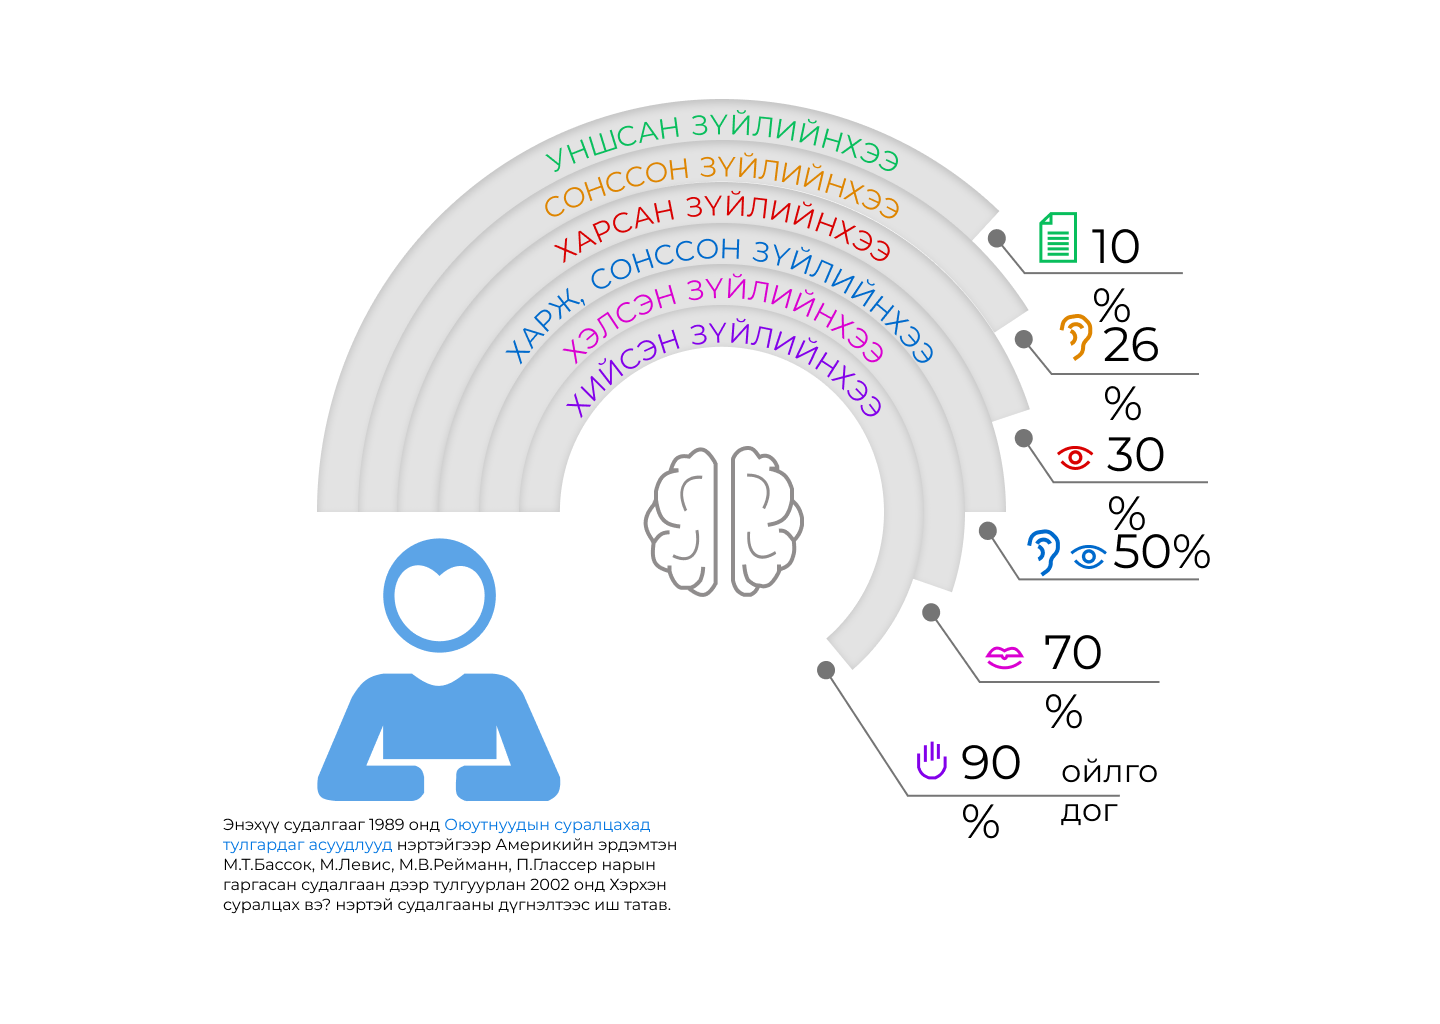 УНШСАН ЗҮЙЛИЙНХЭЭ
СОНССОН ЗҮЙЛИЙНХЭЭ
ХАРСАН ЗҮЙЛИЙНХЭЭ
ХАРЖ, СОНССОН ЗҮЙЛИЙНХЭЭ
ХЭЛСЭН ЗҮЙЛИЙНХЭЭ
ХИЙСЭН ЗҮЙЛИЙНХЭЭ
10
%
26
%
30
%
50%
70
%
90
%
ойлго
дог
Энэхүү судалгааг 1989 онд Оюутнуудын суралцахад
тулгардаг асуудлууд нэртэйгээр Америкийн эрдэмтэн
М.Т.Бассок, М.Левис, М.В.Рейманн, П.Глассер нарын
гаргасан судалгаан дээр тулгуурлан 2002 онд Хэрхэн
суралцах вэ? нэртэй судалгааны дүгнэлтээс иш татав.